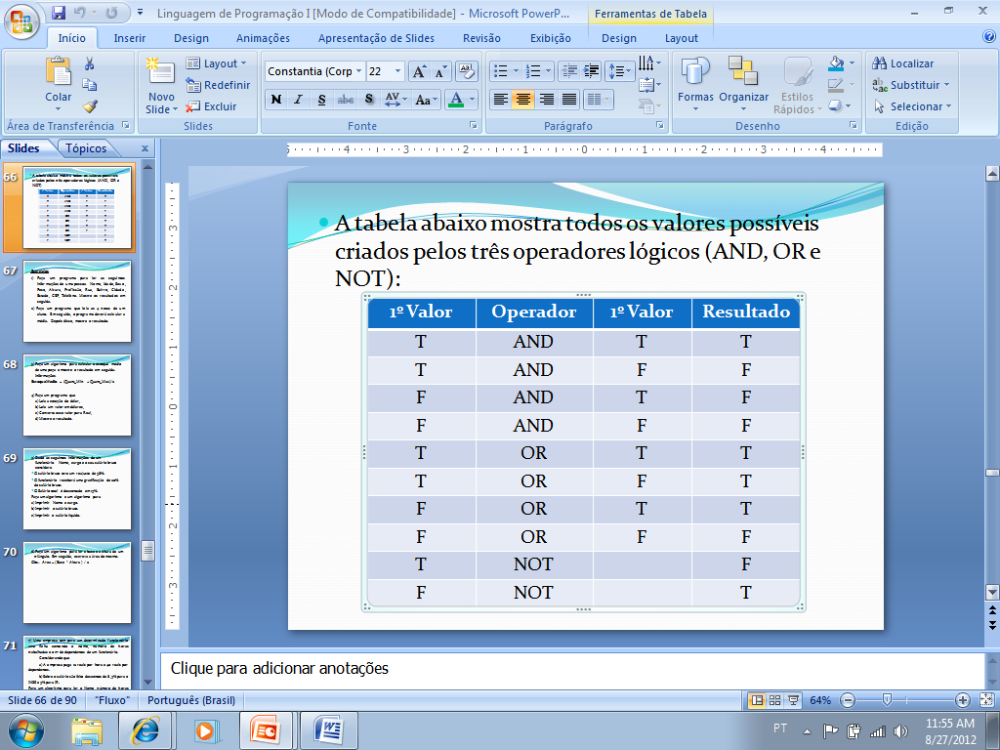 Linguagem de Programação I [Modo de Compatibilidade] - Microsoft PowerP...
Ferramentas de Tabela
Início Inserir Design Animações Apresentação de Slides Revisão Exibição Design Layout
Colar
Área de Transferência
Novo Slide
Layout
Redefinir
Excluir
Slides
Constantia (Corp 22
N I S abc S AV Aa A
Fonte
Parágrafo
Formas Organizar Estilos Rápidos
Desenho
Localizar
Substituir
Selecionar
Edição
Slides Tópicos
66
67
68
69
70
71
A tabela abaixo mostra todos os valores possíveis
criados pelos três operadores lógicos (AND, OR e
NOT):
1º Valor Operador 1º Valor Resultado
T AND T T
T AND F F
F AND T F
F AND F F
T OR T T
T OR F T
F OR T T
F OR F F
T NOT F
F NOT T
Clique para adicionar anotações
Slide 66 de 90 "Fluxo" Português (Brasil) 64%
PT 11:55 AM
8/27/2012